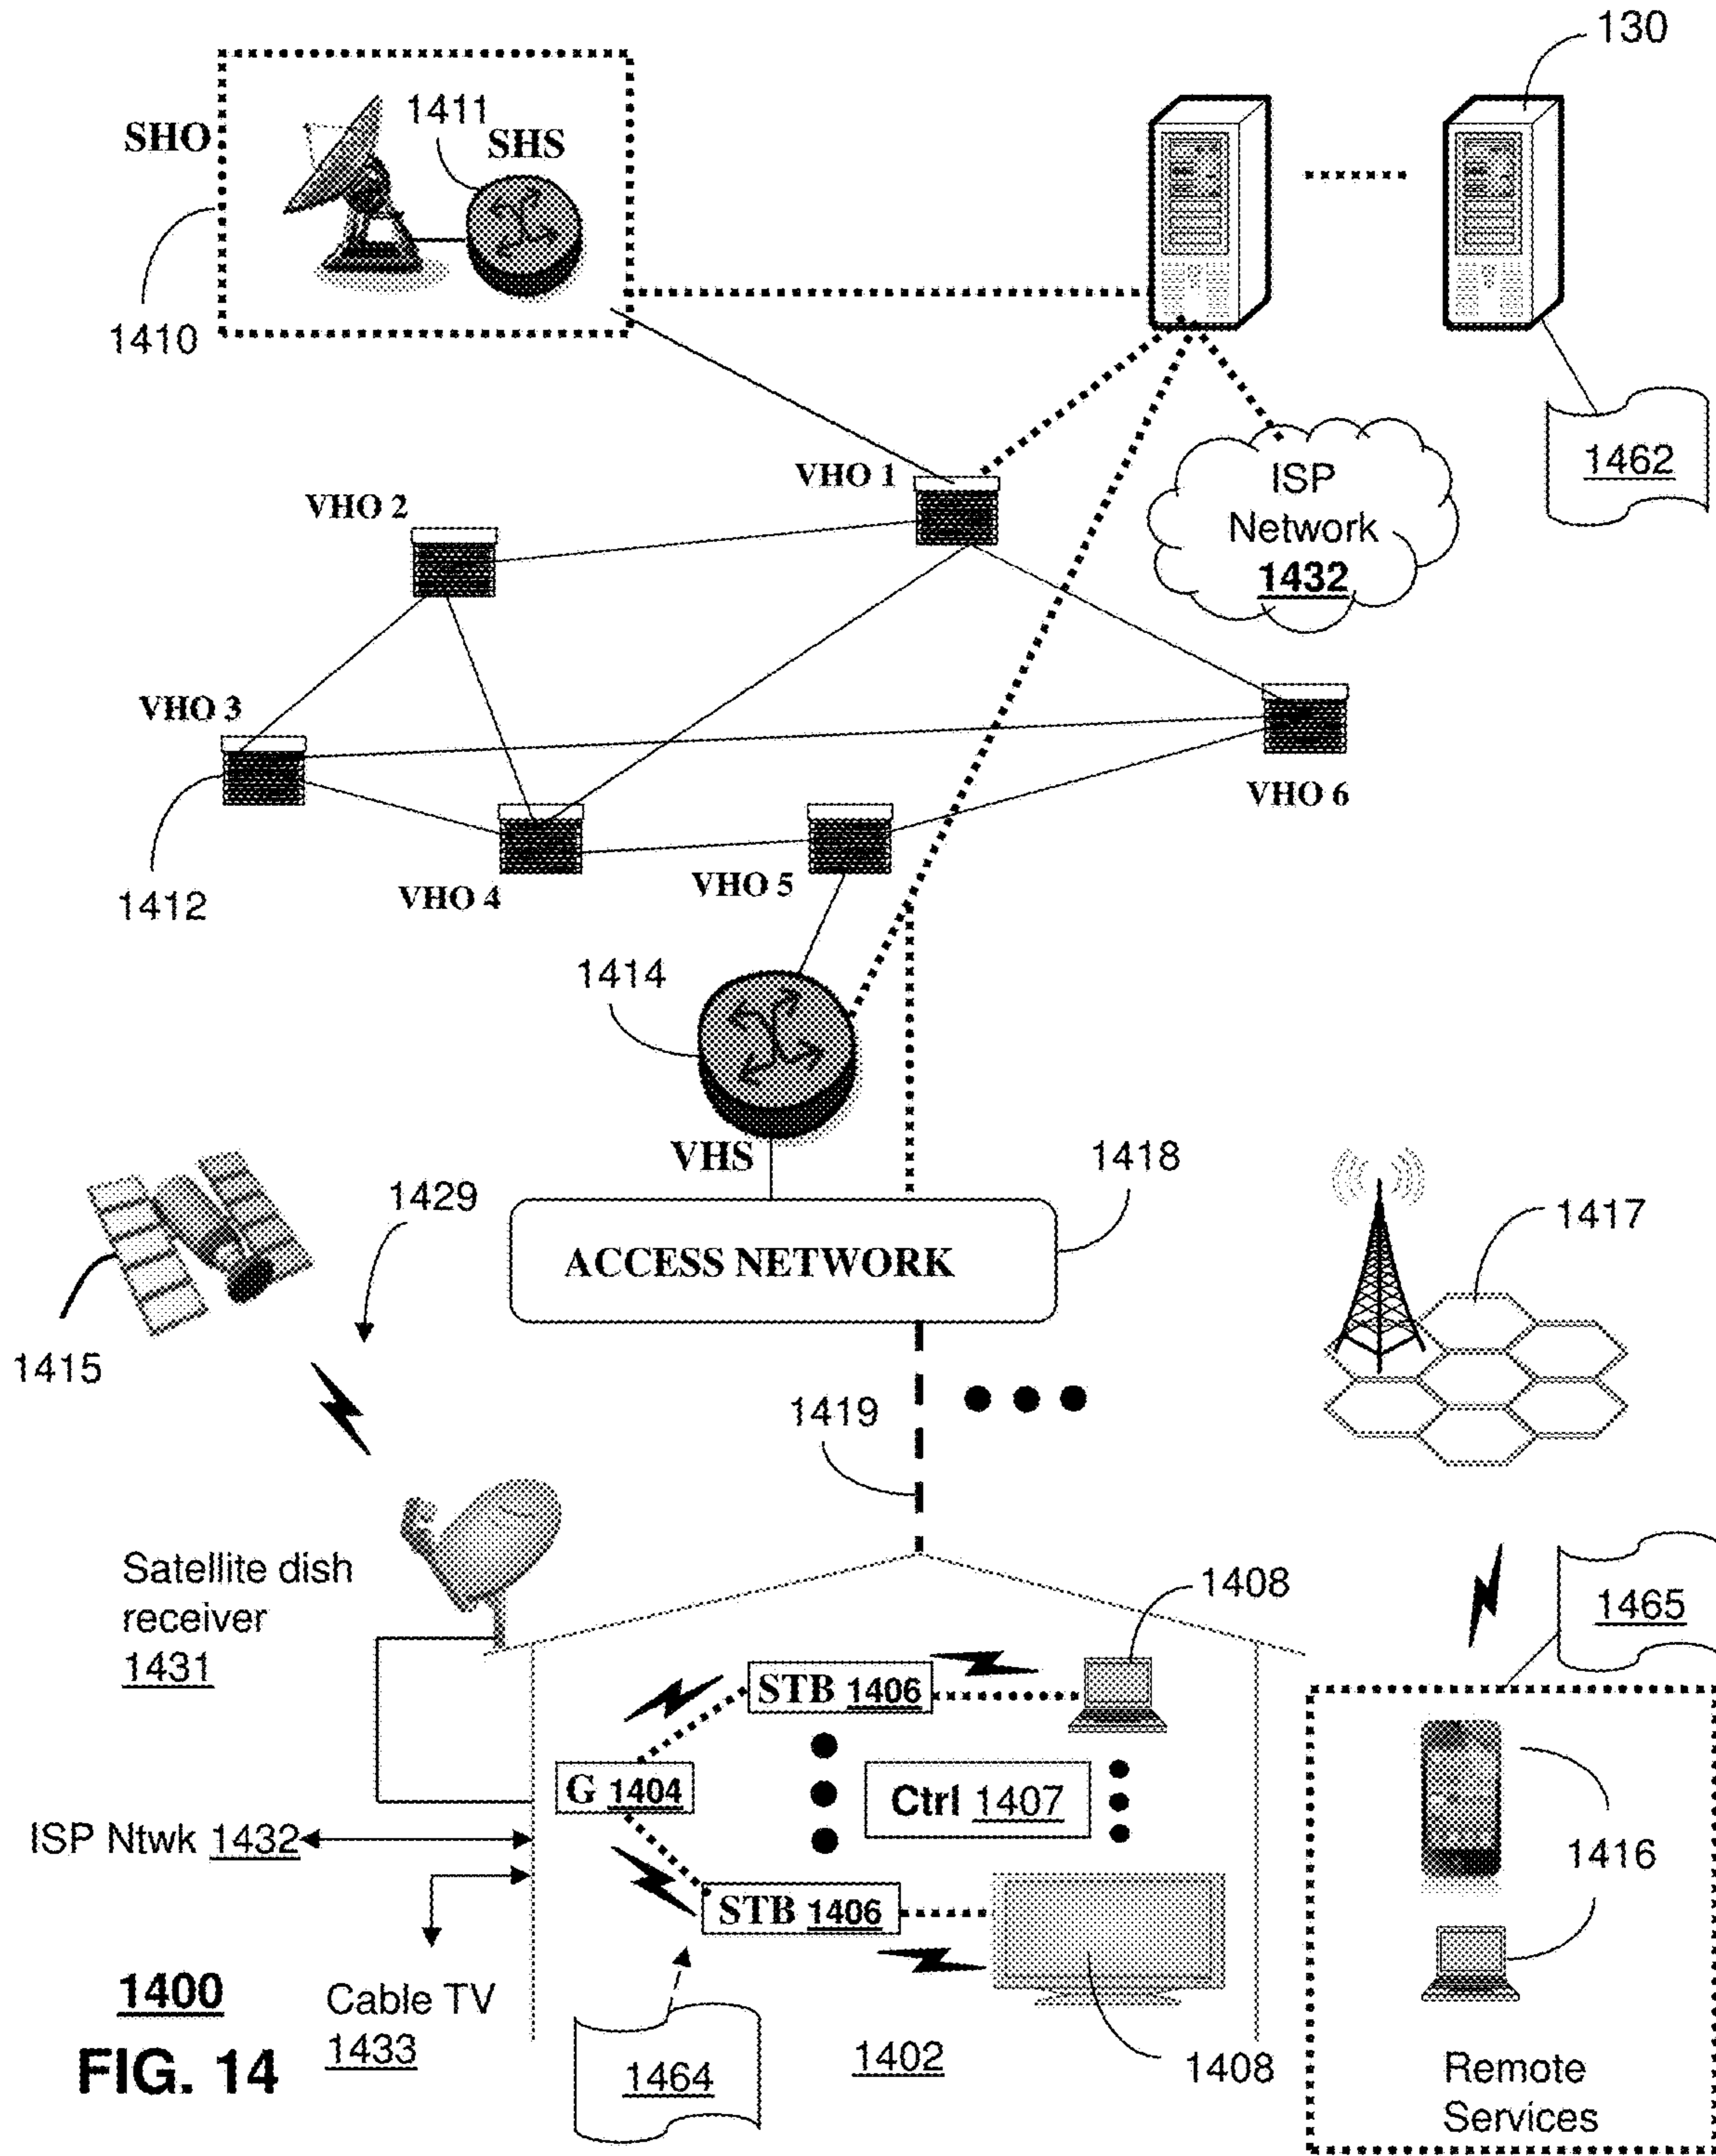 130
1411
SHO
SHS
1410
1462
ISP
Network
1432
VHO 1
VHO 2
VHO 3
VHO 6
1412
VHO 4
VHO 5
1414
VHS
1418
1429
1417
ACCESS NETWORK
1415
1419
Satellite dish
receiver
1431
1408
1465
STB 1406
G 1404
Ctrl 1407
ISP Ntwk 1432
1416
STB 1406
1400
Cable TV
1433
FIG. 14
1464
1402
1408
Remote
Services